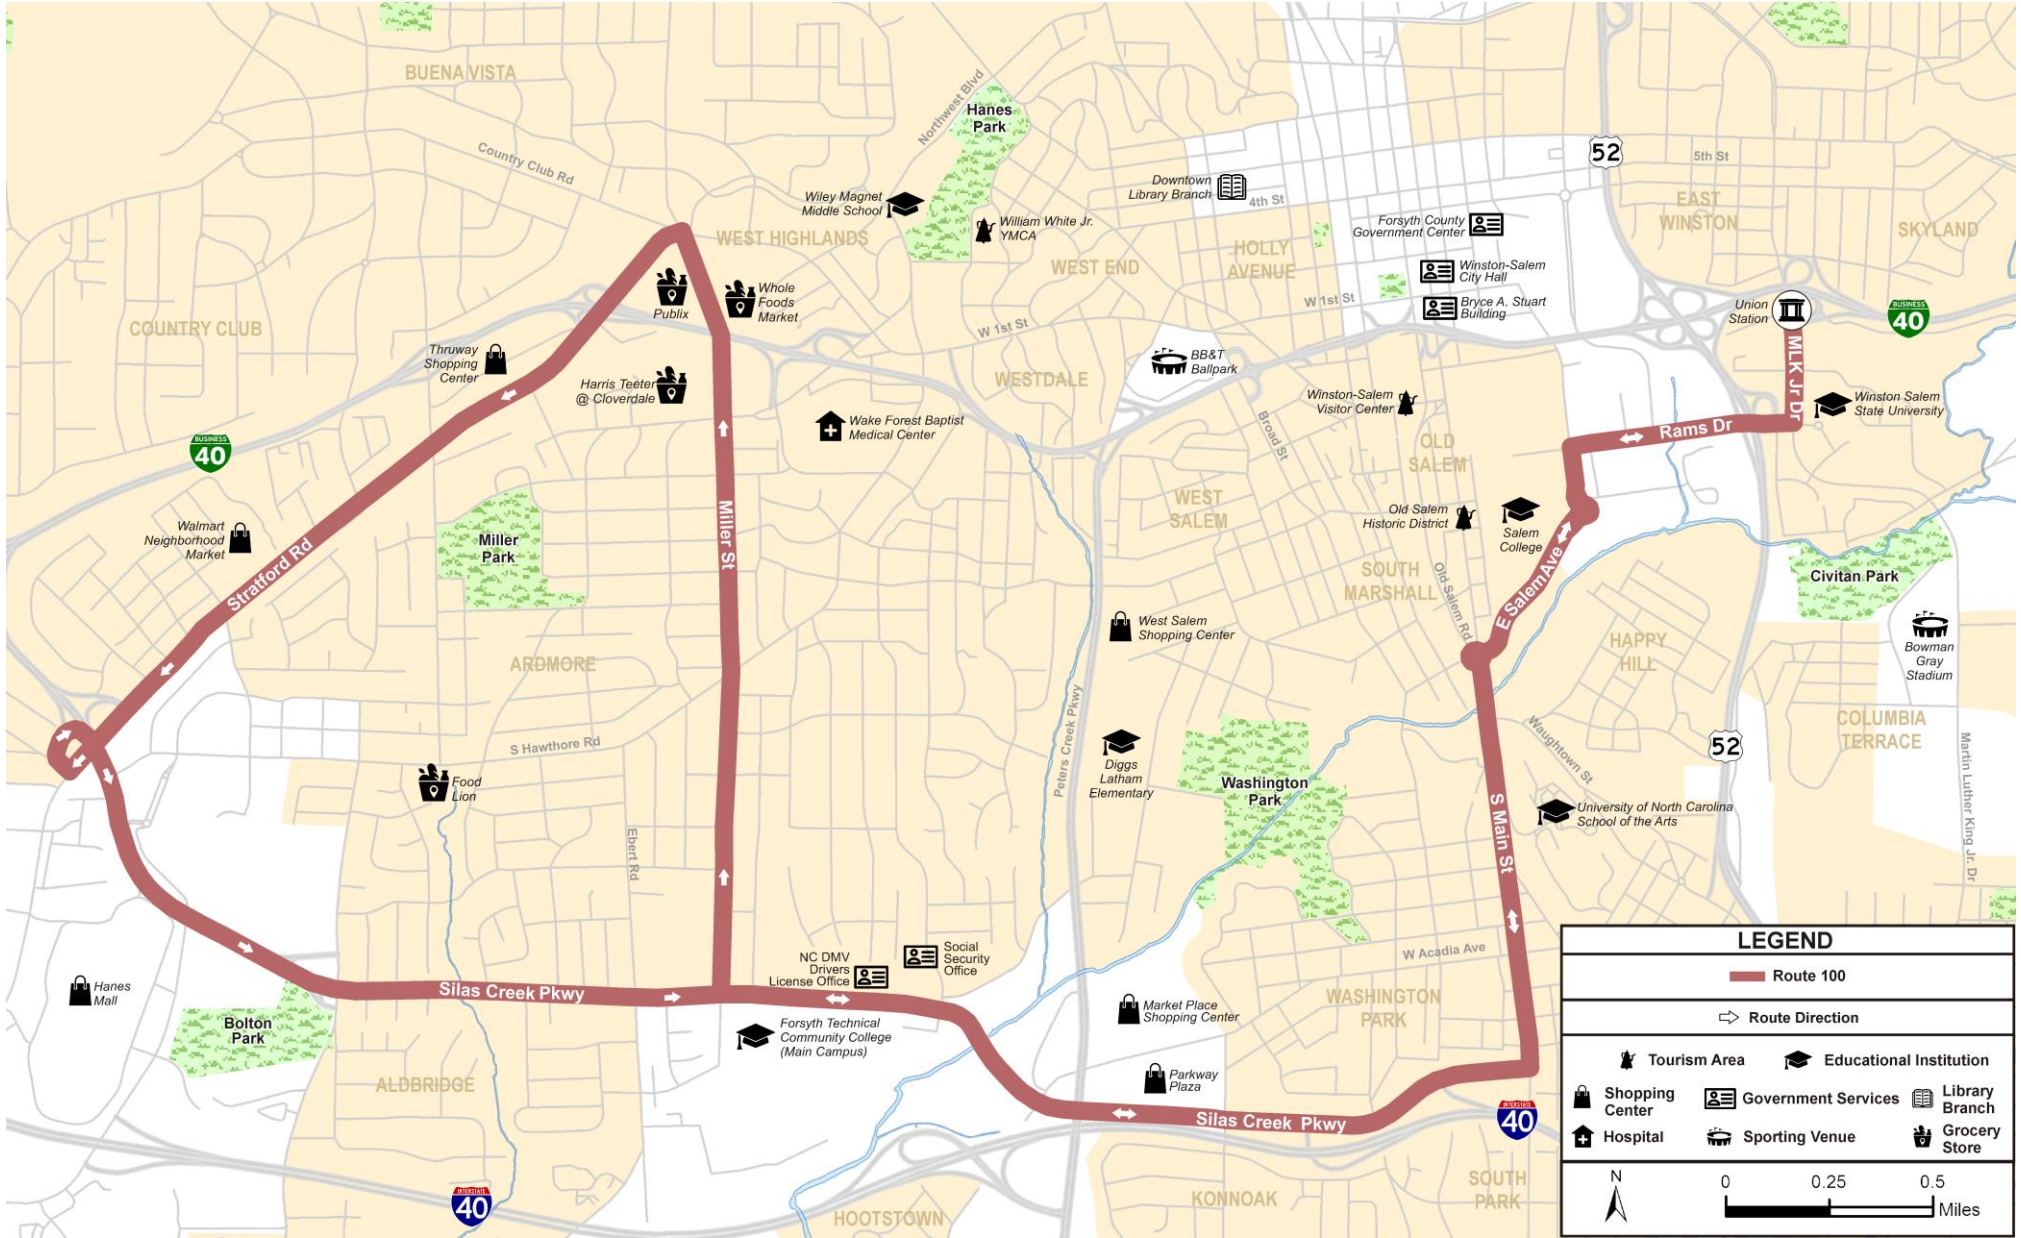 BUENA VISTA
Country Club Rd
Northwest Blvd
Hanes
Park
Wiley Magnet
Middle School
William White Jr.
YMCA
WEST HIGHLANDS
WEST END
Downtown
Library Branch
4th St
5th St
52
EAST
WINSTON
SKYLAND
HOLLY
AVENUE
Forsyth County
Government Center
Winston-Salem
City Hall
Bryce A. Stuart
Building
W 1st St
W 1st St
Union
Station
BUSINESS
40
COUNTRY CLUB
Publix
Whole
Foods
Market
Thruway
Shopping
Center
Harris Teeter
@ Cloverdale
Wake Forest Baptist
Medical Center
WESTDALE
BB&T
Ballpark
Winston-Salem
Visitor Center
Broad St
OLD
SALEM
MLK Jr Dr
Rams Dr
Winston Salem
State University
BUSINESS
40
Walmart
Neighborhood
Market
Stratford Rd
Miller
Park
Miller St
WEST
SALEM
Old Salem
Historic District
Salem
College
E Salem Ave
SOUTH
MARSHALL
Old Salem Rd
Civitan Park
Bowman
Gray
Stadium
West Salem
Shopping Center
HAPPY
HILL
ARDMORE
S Hawthore Rd
Food
Lion
Ebert Rd
Peters Creek Pkwy
Diggs
Latham
Elementary
Washington
Park
Waughtown St
52
COLUMBIA
TERRACE
Martin Luther King Jr. Dr
S Main St
University of North Carolina
School of the Arts
Hanes
Mall
Bolton
Park
Silas Creek Pkwy
NC DMV
Drivers
License Office
Social
Security
Office
Forsyth Technical
Community College
(Main Campus)
Market Place
Shopping Center
W Acadia Ave
WASHINGTON
PARK
Parkway
Plaza
Silas Creek Pkwy
ALDBRIDGE
INTERSTATE
40
INTERSTATE
40
HOOTSTOWN
KONNOAK
SOUTH
PARK
LEGEND
Route 100
Route Direction
Tourism Area
Educational Institution
Shopping
Center
Government Services
Library
Branch
Hospital
Sporting Venue
Grocery
Store
N
0 0.25 0.5
Miles